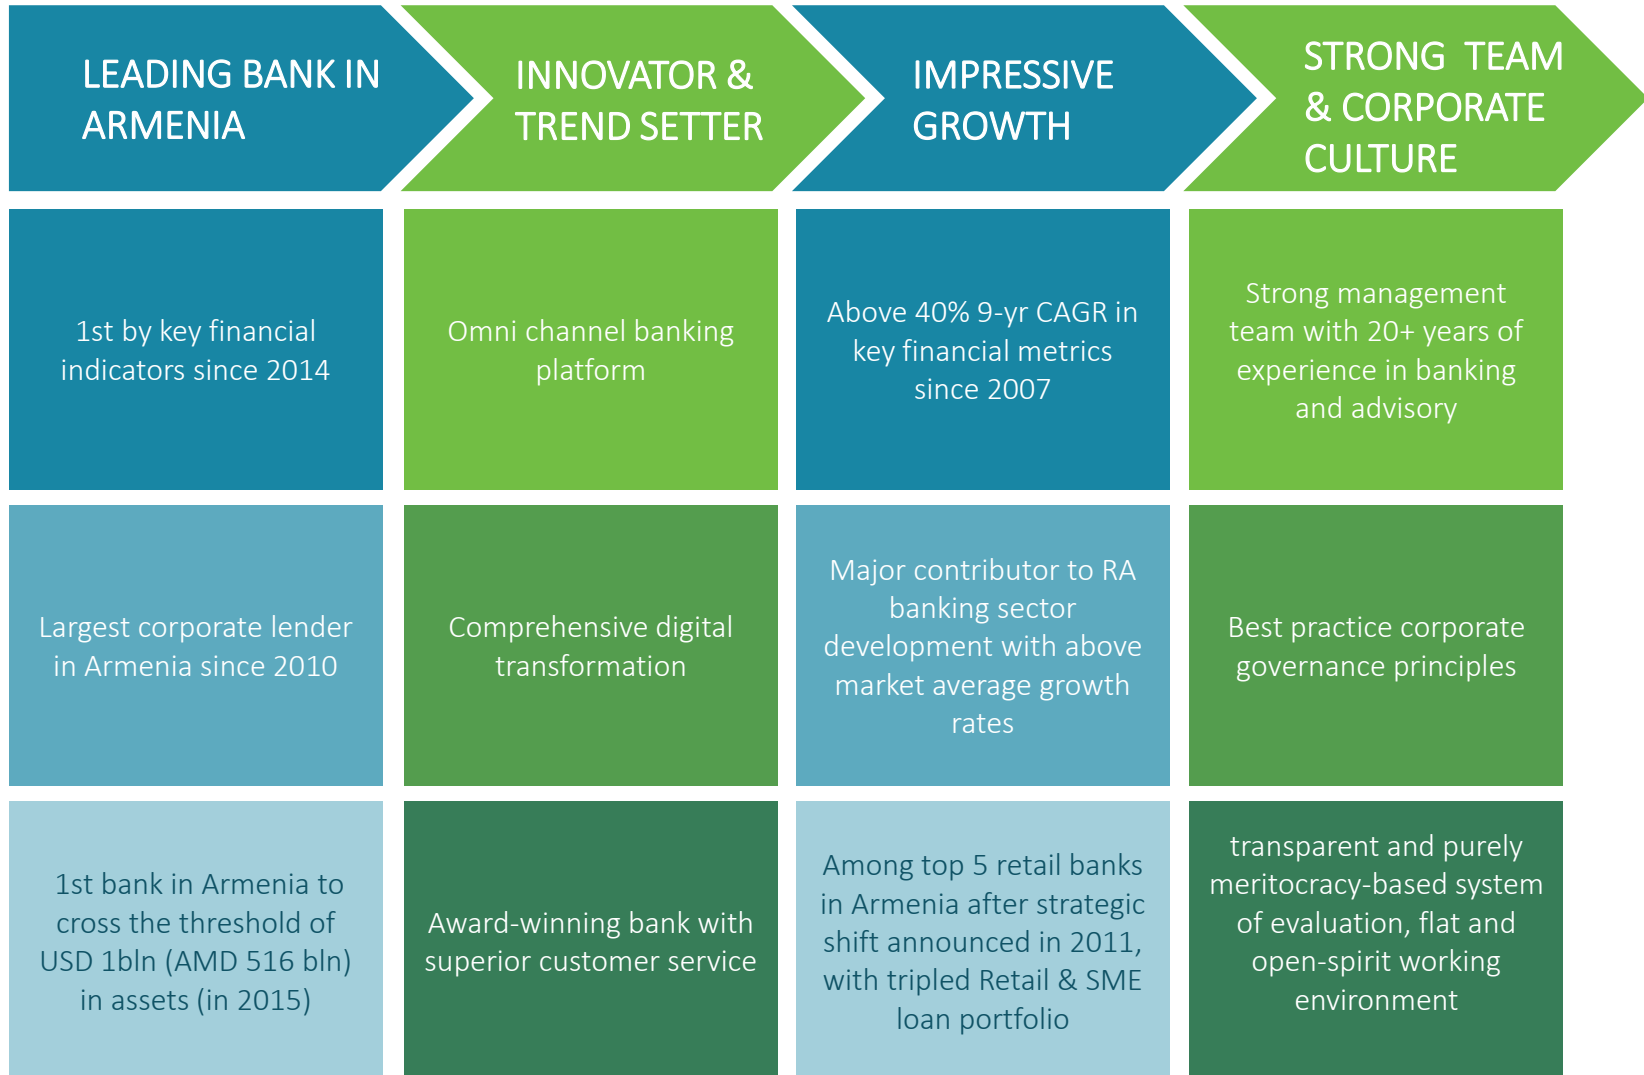 LEADING BANK IN
ARMENIA
INNOVATOR &
TREND SETTER
IMPRESSIVE
GROWTH
STRONG TEAM
& CORPORATE
CULTURE
1st by key financial
indicators since 2014
Omni channel banking
platform
Above 40% 9-yr CAGR in
key financial metrics
since 2007
Strong management
team with 20+ years of
experience in banking
and advisory
Largest corporate lender
in Armenia since 2010
Comprehensive digital
transformation
Major contributor to RA
banking sector
development with above
market average growth
rates
Best practice corporate
governance principles
1st bank in Armenia to
cross the threshold of
USD 1bln (AMD 516 bln)
in assets (in 2015)
Award-winning bank with
superior customer service
Among top 5 retail banks
in Armenia after strategic
shift announced in 2011,
with tripled Retail & SME
loan portfolio
transparent and purely
meritocracy-based system
of evaluation, flat and
open-spirit working
environment